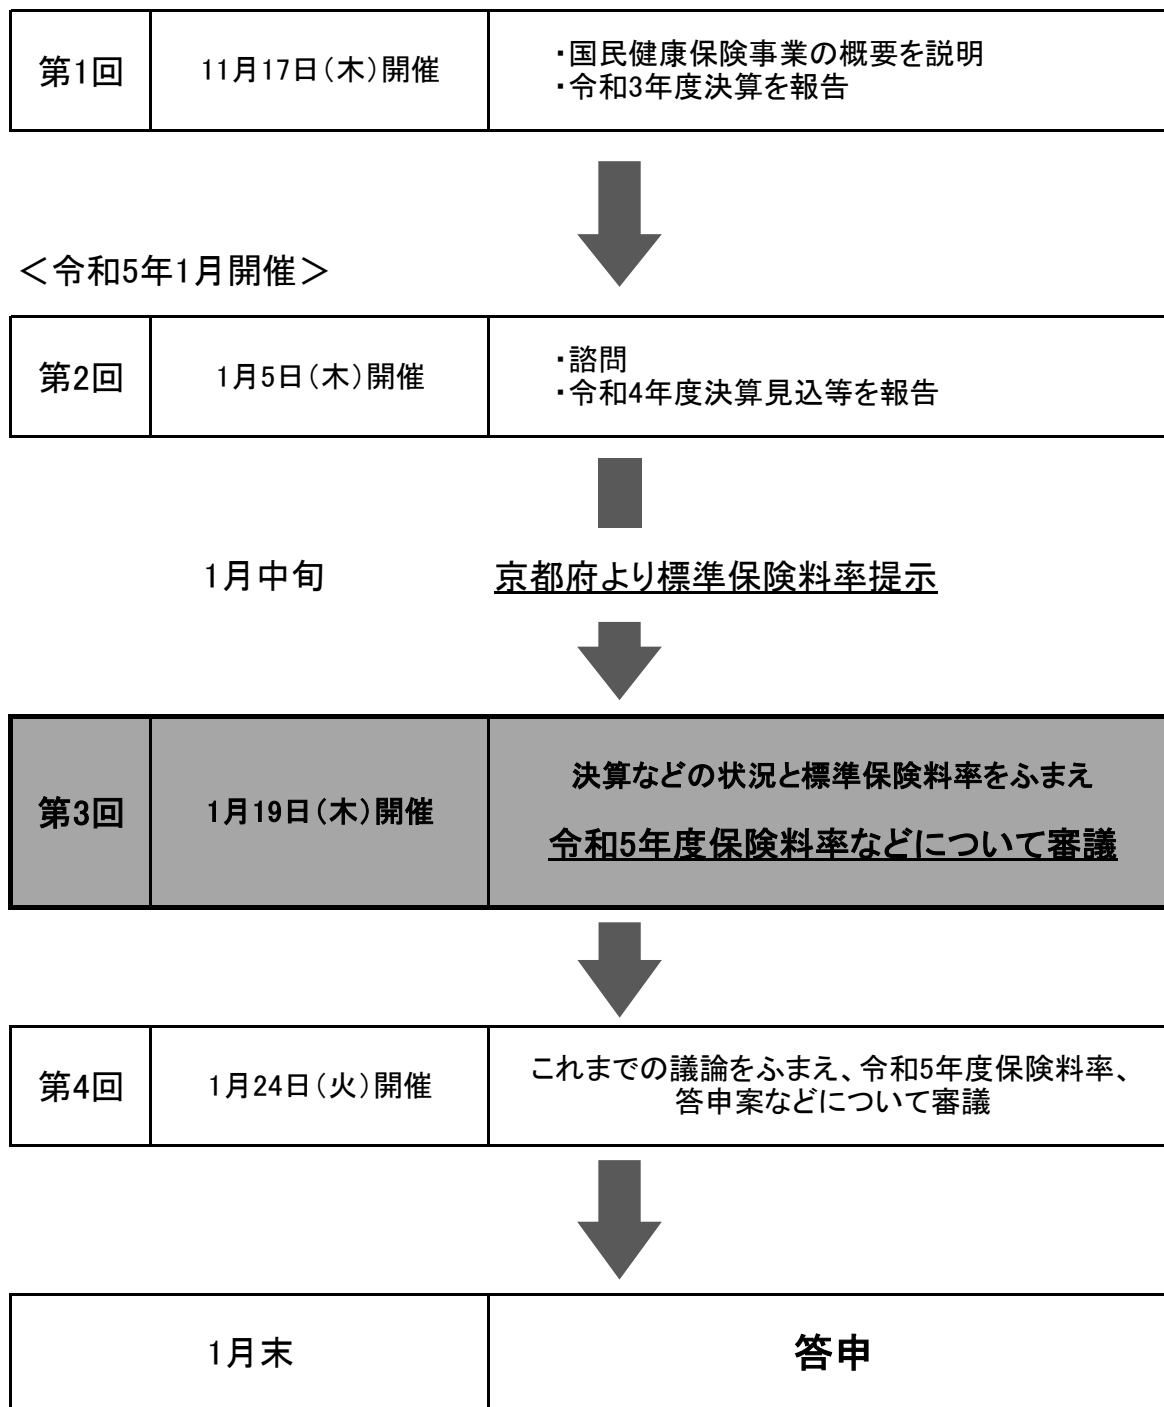 第1回 11月17日（木）開催
・国民健康保険事業の概要を説明
・令和3年度決算を報告
＜令和5年1月開催＞
第2回 1月5日（木）開催
・諮問
・令和4年度決算見込等を報告
1月中旬 京都府より標準保険料率提示
第3回 1月19日（木）開催
決算などの状況と標準保険料率をふまえ
令和5年度保険料率などについて審議
第4回 1月24日（火）開催
これまでの議論をふまえ、令和5年度保険料率、
答申案などについて審議
1月末 答申